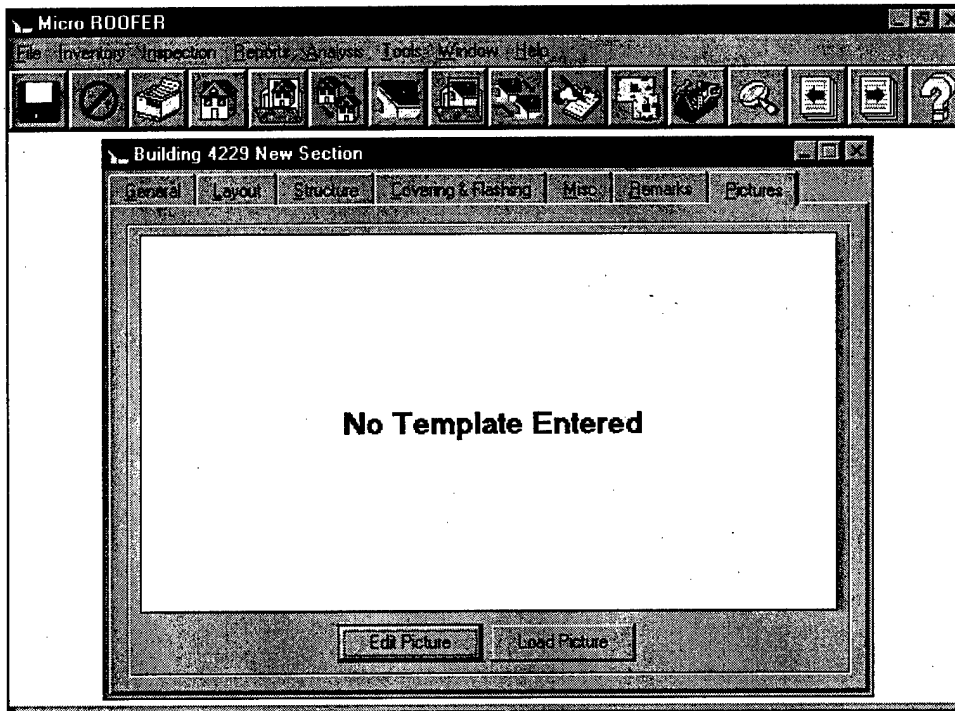 Micro ROOFER
File Inventory Inspection Reports Analysis Tools Window Help
Building 4229 New Section
General Layout Structure Covering & Flashing Misc. Remarks Pictures
No Template Entered
Edit Picture Load Picture